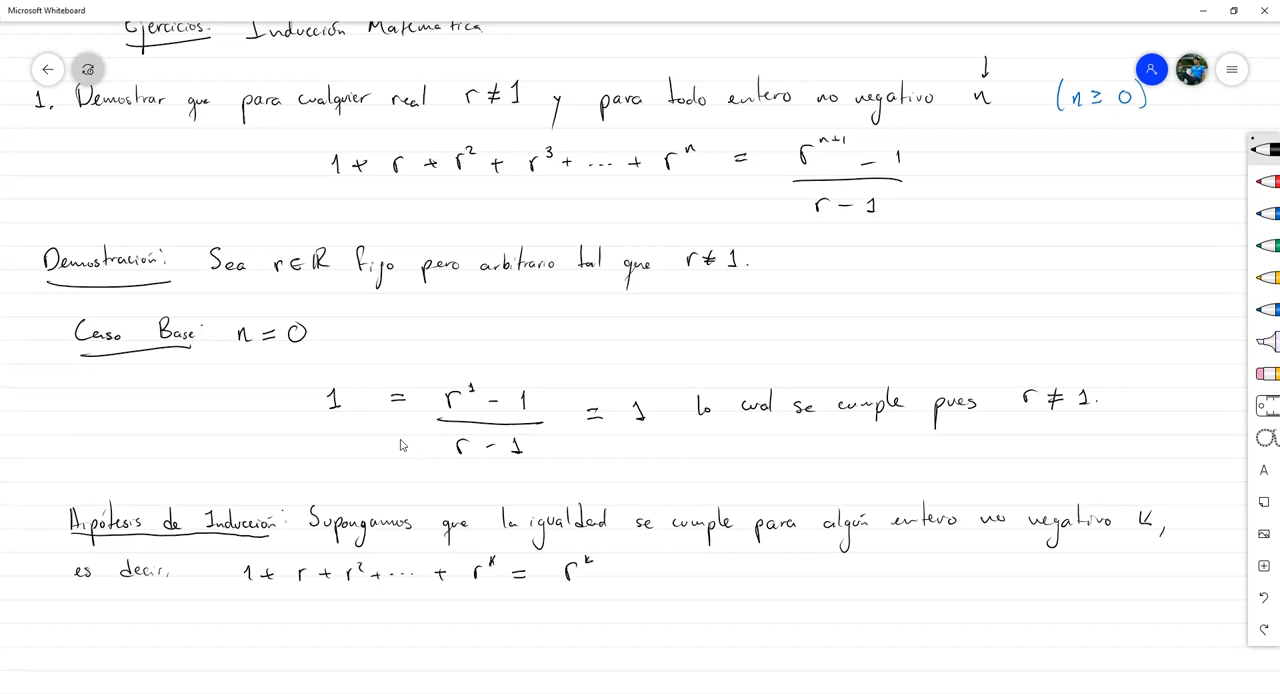 Microsoft Whiteboard
Ejercicios. Inducción Matemática
1. Demostrar que para cualquier real r ≠ 1 y para todo entero no negativo n (n ≥ 0)
1 + r + r² + r³ + ... + rⁿ = (rⁿ⁺¹ - 1) / (r - 1)
Demostración: Sea r ∈ ℝ fijo pero arbitrario tal que r ≠ 1.
Caso Base: n = 0
1 = (r¹ - 1) / (r - 1) = 1 lo cual se cumple pues r ≠ 1.
Hipótesis de Inducción: Supongamos que la igualdad se cumple para algún entero no negativo k,
es decir, 1 + r + r² + ... + rᵏ = rᵏ